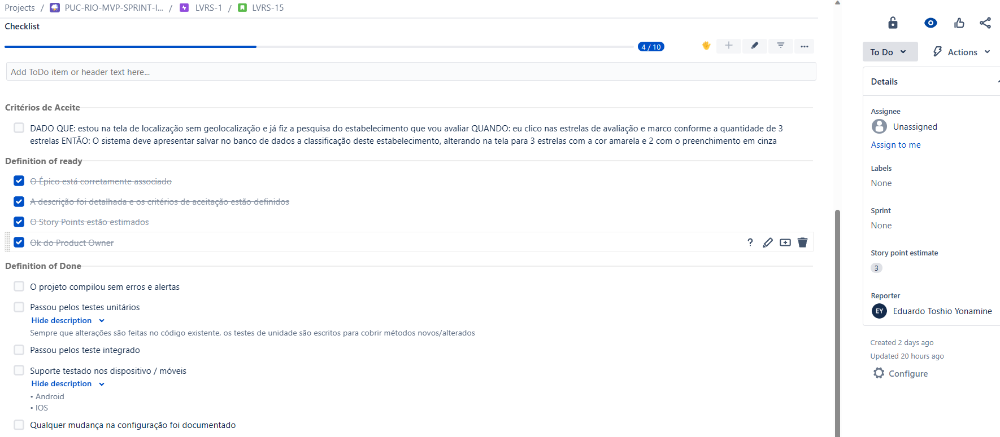 Projects / PUC-RIO-MVP-SPRINT-I... / LVRS-1 / LVRS-15
Checklist
4 / 10
Add ToDo item or header text here...
Critérios de Aceite
DADO QUE: estou na tela de localização sem geolocalização e já fiz a pesquisa do estabelecimento que vou avaliar QUANDO: eu clico nas estrelas de avaliação e marco conforme a quantidade de 3
estrelas ENTÃO: O sistema deve apresentar salvar no banco de dados a classificação deste estabelecimento, alterando na tela para 3 estrelas com a cor amarela e 2 com o preenchimento em cinza
Definition of ready
O Épico está corretamente associado
A descrição foi detalhada e os critérios de aceitação estão definidos
O Story Points estão estimados
Ok do Product Owner
?
Definition of Done
O projeto compilou sem erros e alertas
Passou pelos testes unitários
Hide description
Sempre que alterações são feitas no código existente, os testes de unidade são escritos para cobrir métodos novos/alterados
Passou pelos teste integrado
Suporte testado nos dispositivo / móveis
Hide description
• Android
• IOS
Qualquer mudança na configuração foi documentado
To Do
Actions
Details
Assignee
Unassigned
Assign to me
Labels
None
Sprint
None
Story point estimate
3
Reporter
EY Eduardo Toshio Yonamine
Created 2 days ago
Updated 20 hours ago
Configure